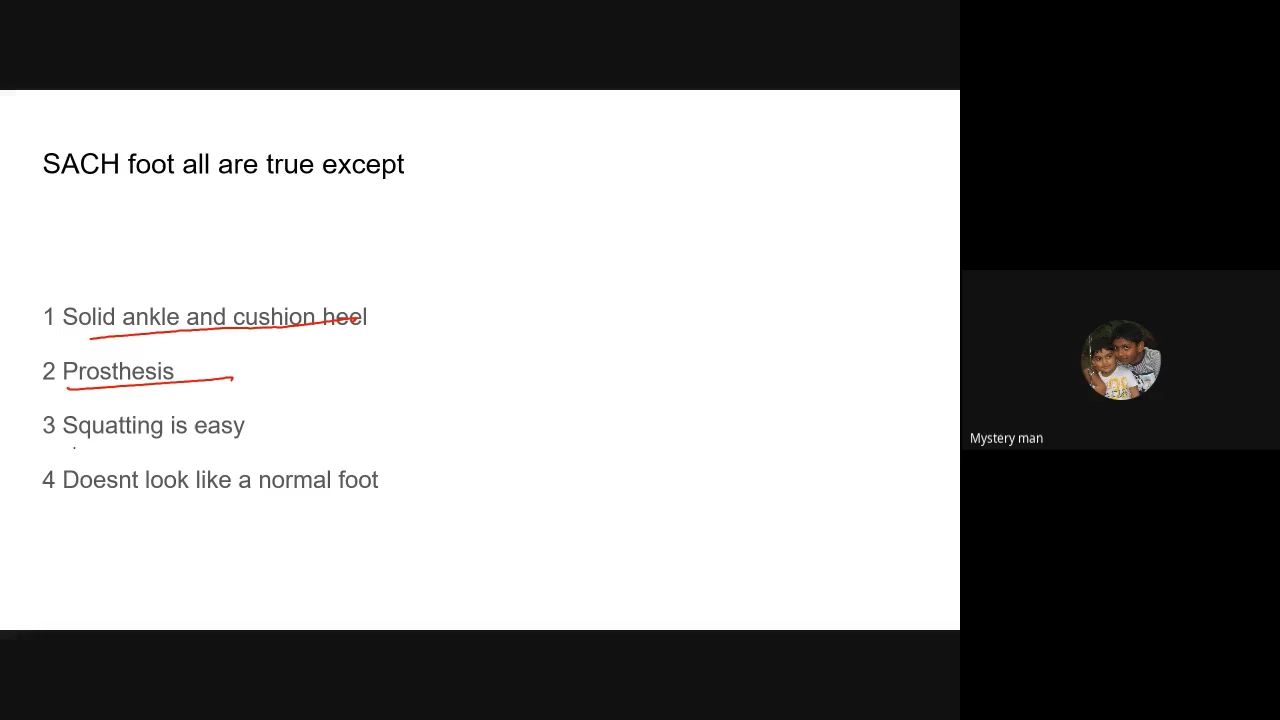 SACH foot all are true except
1 Solid ankle and cushion heel
2 Prosthesis
3 Squatting is easy
4 Doesnt look like a normal foot
Mystery man